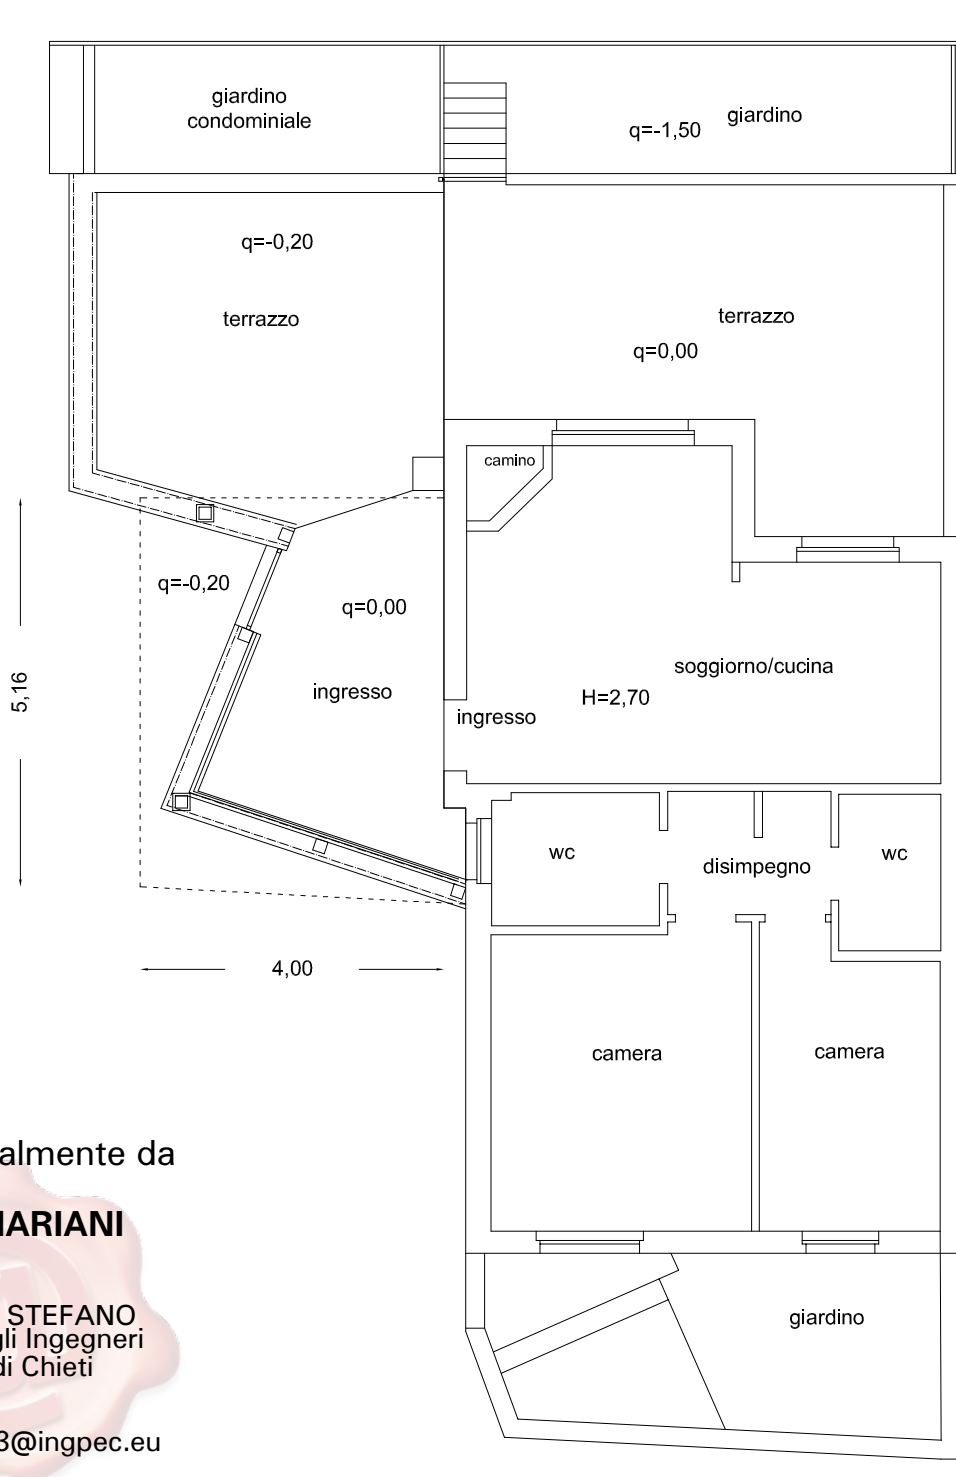 giardino
condominiale
giardino
q=-1,50
q=-0,20
terrazzo
terrazzo
q=0,00
camino
q=-0,20
q=0,00
5,16
ingresso
soggiorno/cucina
H=2,70
ingresso
wc
disimpegno
wc
4,00
camera
camera
almente da
IARIANI
STEFANO
gli Ingegneri
di Chieti
3@ingpec.eu
giardino